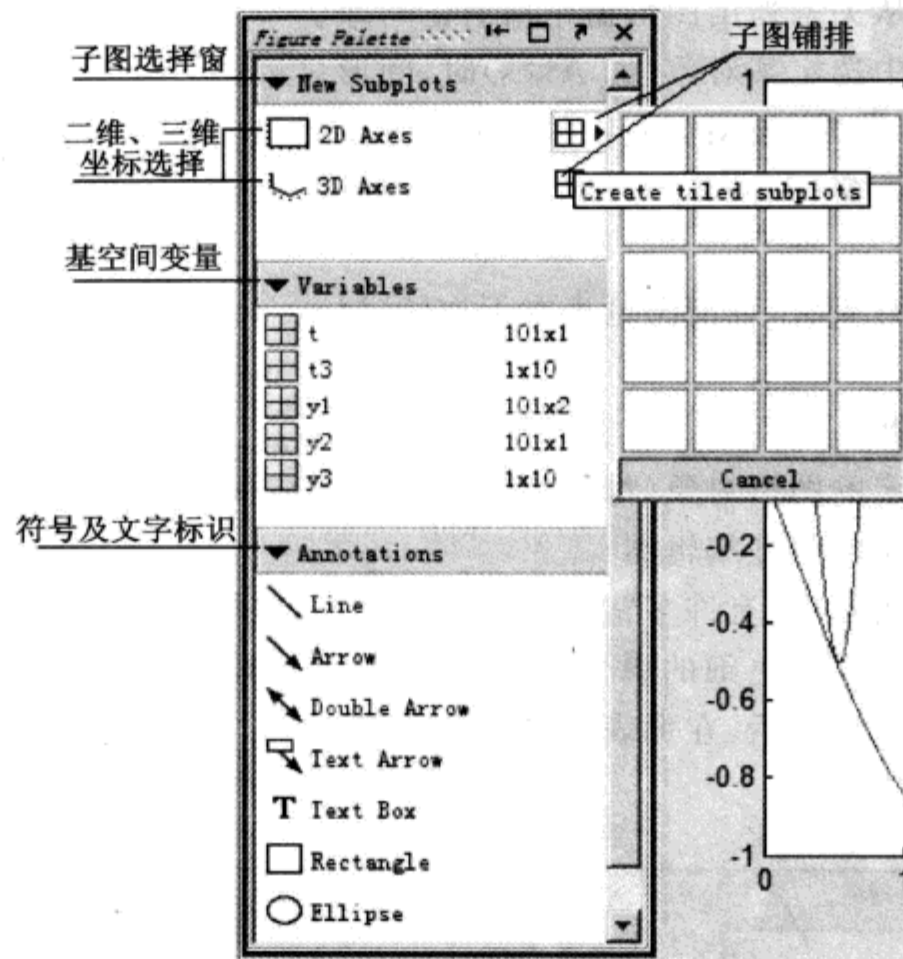 Figure Palette
子图铺排
子图选择窗
New Subplots
二维、三维
坐标选择
2D Axes
3D Axes
Create tiled subplots
基空间变量
Variables
t 101x1
t3 1x10
y1 101x2
y2 101x1
y3 1x10
Cancel
符号及文字标识
Annotations
Line
Arrow
Double Arrow
Text Arrow
Text Box
Rectangle
Ellipse
1
-0.2
-0.4
-0.6
-0.8
-1
0
1